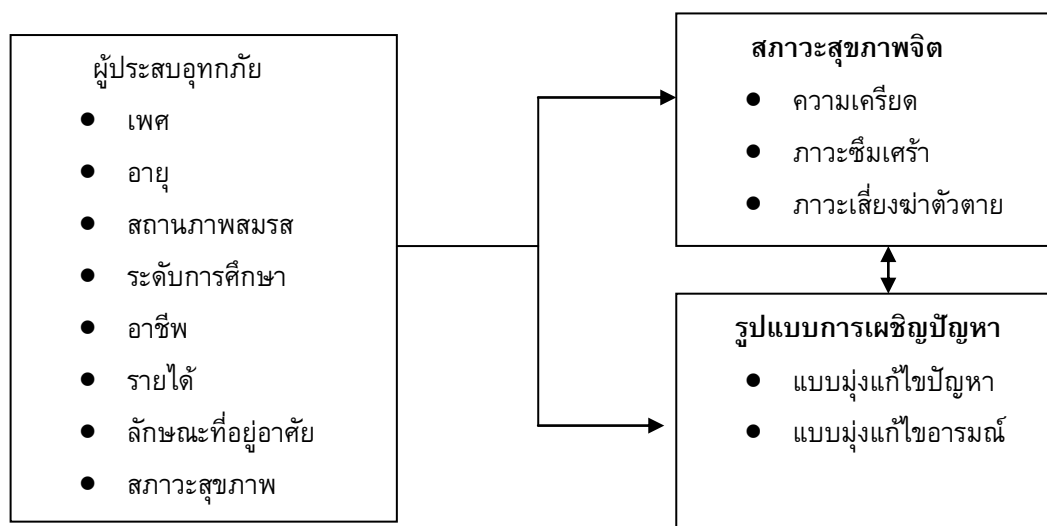 ผู้ประสบอุทกภัย
● เพศ
● อายุ
● สถานภาพสมรส
● ระดับการศึกษา
● อาชีพ
● รายได้
● ลักษณะที่อยู่อาศัย
● สภาวะสุขภาพ
สภาวะสุขภาพจิต
● ความเครียด
● ภาวะซึมเศร้า
● ภาวะเสี่ยงฆ่าตัวตาย
รูปแบบการเผชิญปัญหา
● แบบมุ่งแก้ไขปัญหา
● แบบมุ่งแก้ไขอารมณ์